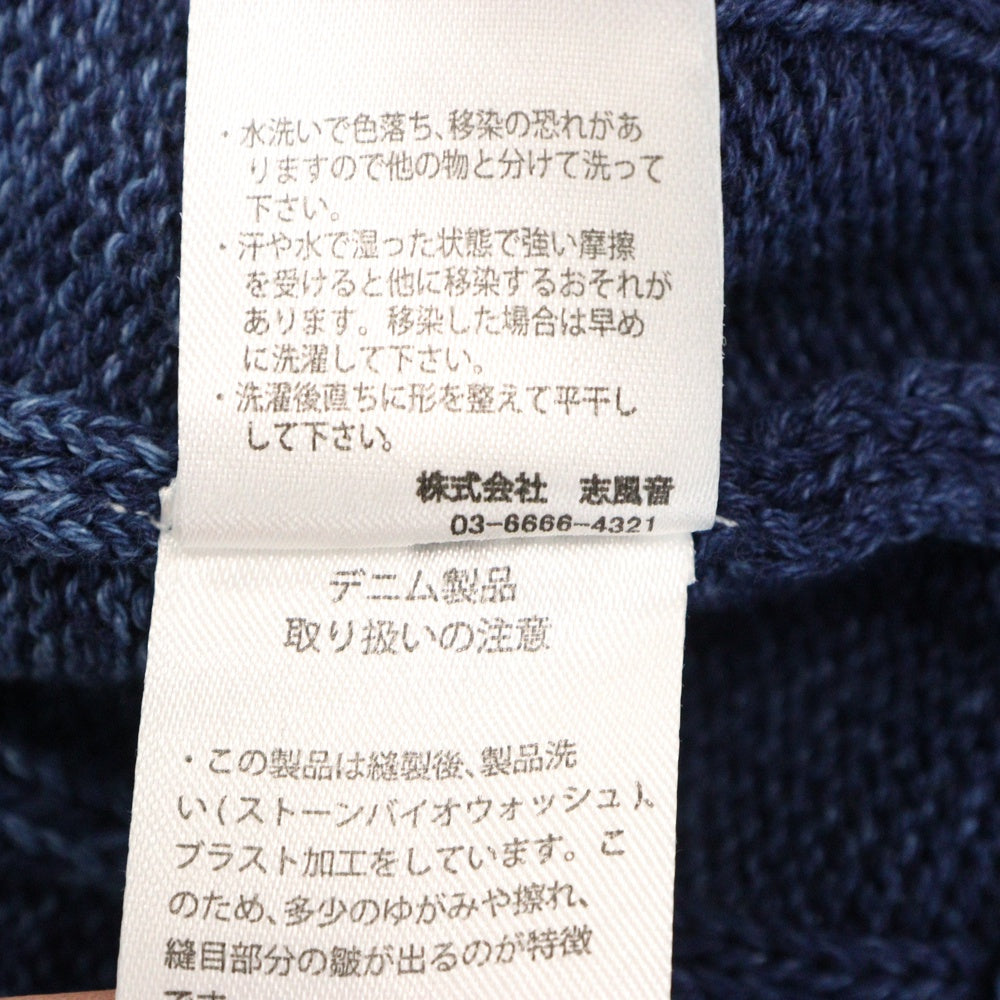 ・水洗いで色落ち、移染の恐れがあ
りますので他の物と分けて洗って
下さい。
・汗や水で湿った状態で強い摩擦
を受けると他に移染するおそれが
あります。移染した場合は早め
に洗濯して下さい。
・洗濯後直ちに形を整えて平干し
して下さい。
株式会社 志風音
03-6666-4321
デニム製品
取り扱いの注意
・この製品は縫製後、製品洗
い(ストーンバイオウォッシュ)、
ブラスト加工をしています。こ
のため、多少のゆがみや擦れ、
縫目部分の皺が出るのが特徴
です